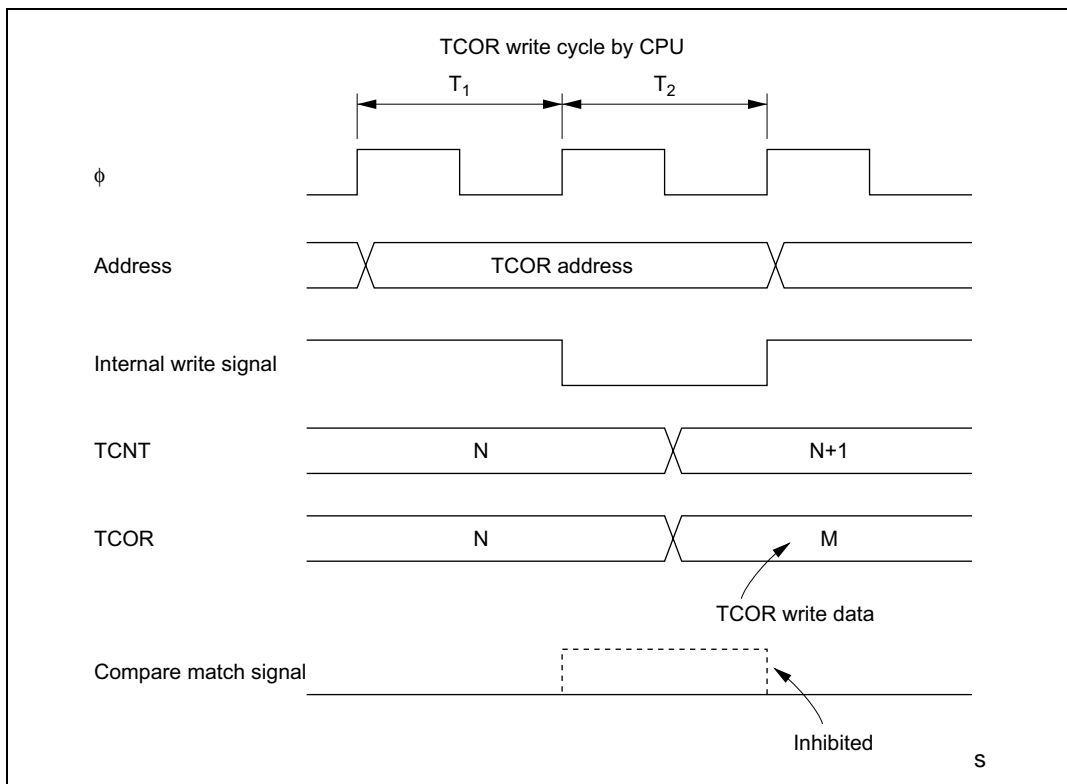 TCOR write cycle by CPU
T1 T2
ϕ
Address TCOR address
Internal write signal
TCNT N N+1
TCOR N M
TCOR write data
Compare match signal
Inhibited
s